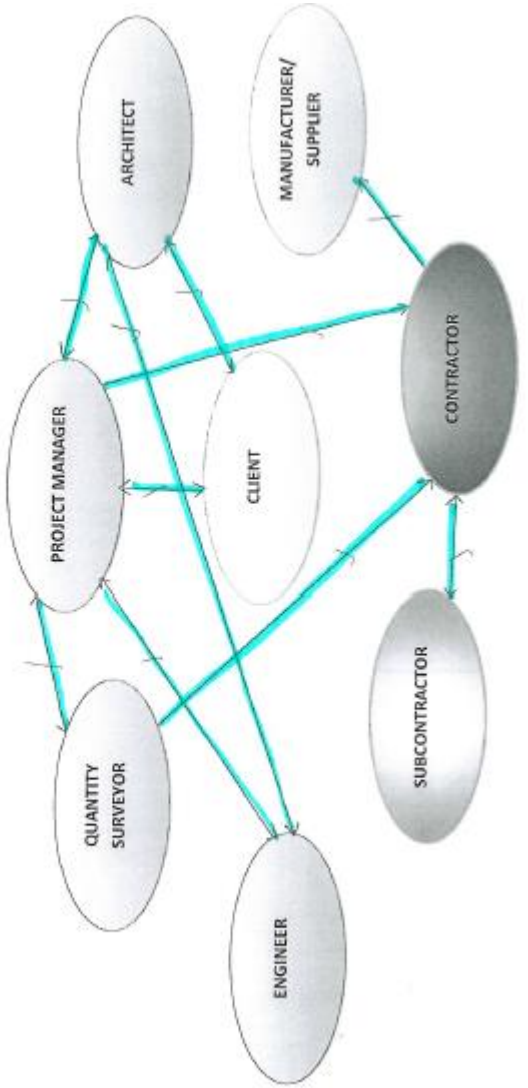 PROJECT MANAGER
QUANTITY
SURVEYOR
ARCHITECT
ENGINEER
CLIENT
SUBCONTRACTOR
CONTRACTOR
MANUFACTURER/
SUPPLIER